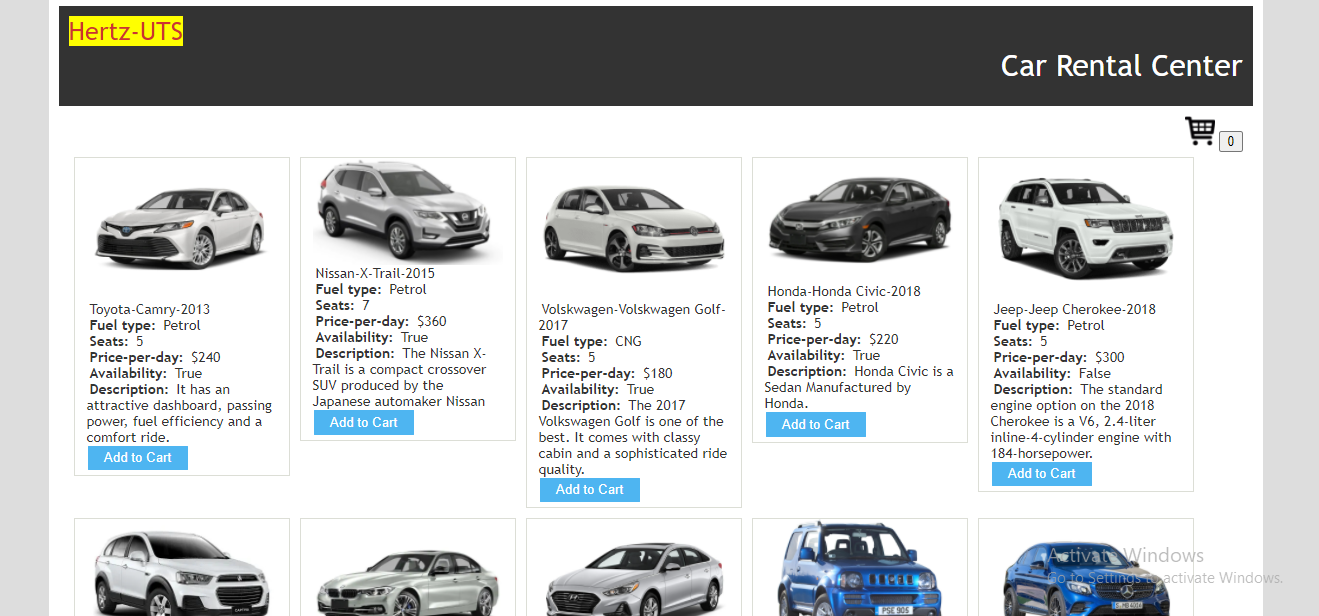 Hertz-UTS
Car Rental Center
0
Toyota-Camry-2013
Fuel type: Petrol
Seats: 5
Price-per-day: $240
Availability: True
Description: It has an
attractive dashboard, passing
power, fuel efficiency and a
comfort ride.
Add to Cart
Nissan-X-Trail-2015
Fuel type: Petrol
Seats: 7
Price-per-day: $360
Availability: True
Description: The Nissan X-
Trail is a compact crossover
SUV produced by the
Japanese automaker Nissan
Add to Cart
Volskwagen-Volskwagen Golf-
2017
Fuel type: CNG
Seats: 5
Price-per-day: $180
Availability: True
Description: The 2017
Volkswagen Golf is one of the
best. It comes with classy
cabin and a sophisticated ride
quality.
Add to Cart
Honda-Honda Civic-2018
Fuel type: Petrol
Seats: 5
Price-per-day: $220
Availability: True
Description: Honda Civic is a
Sedan Manufactured by
Honda.
Add to Cart
Jeep-Jeep Cherokee-2018
Fuel type: Petrol
Seats: 5
Price-per-day: $300
Availability: False
Description: The standard
engine option on the 2018
Cherokee is a V6, 2.4-liter
inline-4-cylinder engine with
184-horsepower.
Add to Cart
PSE 905
Activate Windows
Go to Settings to activate Windows.